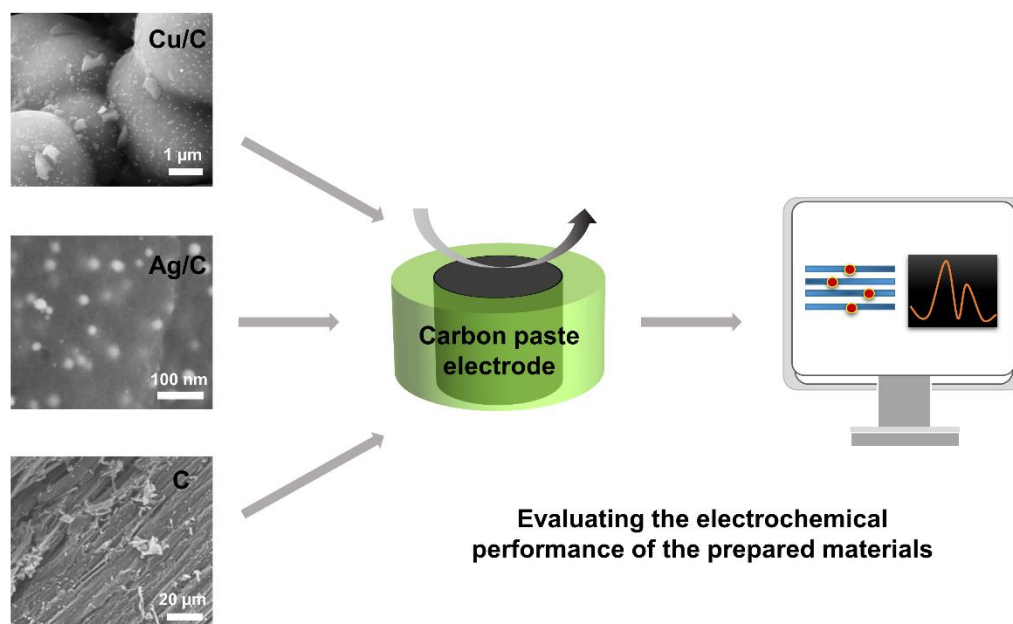 Cu/C
1 µm
Ag/C
100 nm
C
20 µm
Carbon paste
electrode
Evaluating the electrochemical
performance of the prepared materials